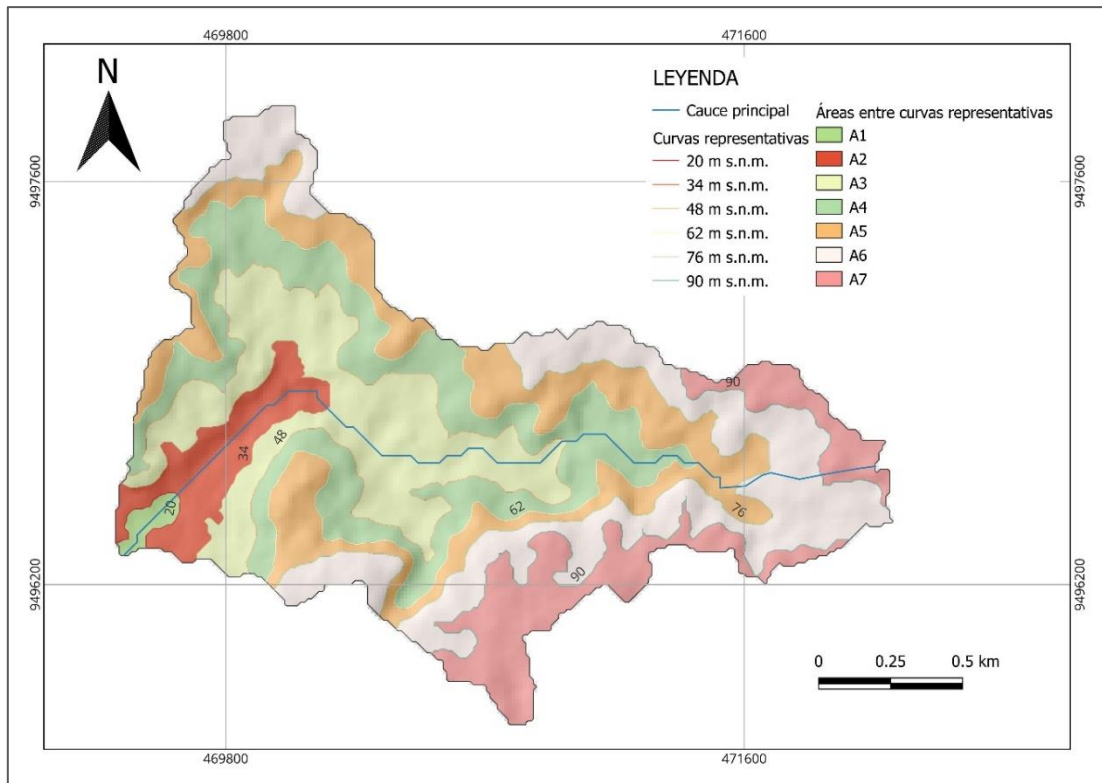 469800
471600
N
LEYENDA
Cauce principal
Curvas representativas
20 m s.n.m.
34 m s.n.m.
48 m s.n.m.
62 m s.n.m.
76 m s.n.m.
90 m s.n.m.
Áreas entre curvas representativas
A1
A2
A3
A4
A5
A6
A7
9497600
9497600
90
48
34
20
62
76
90
9496200
9496200
0
0.25
0.5 km
469800
471600